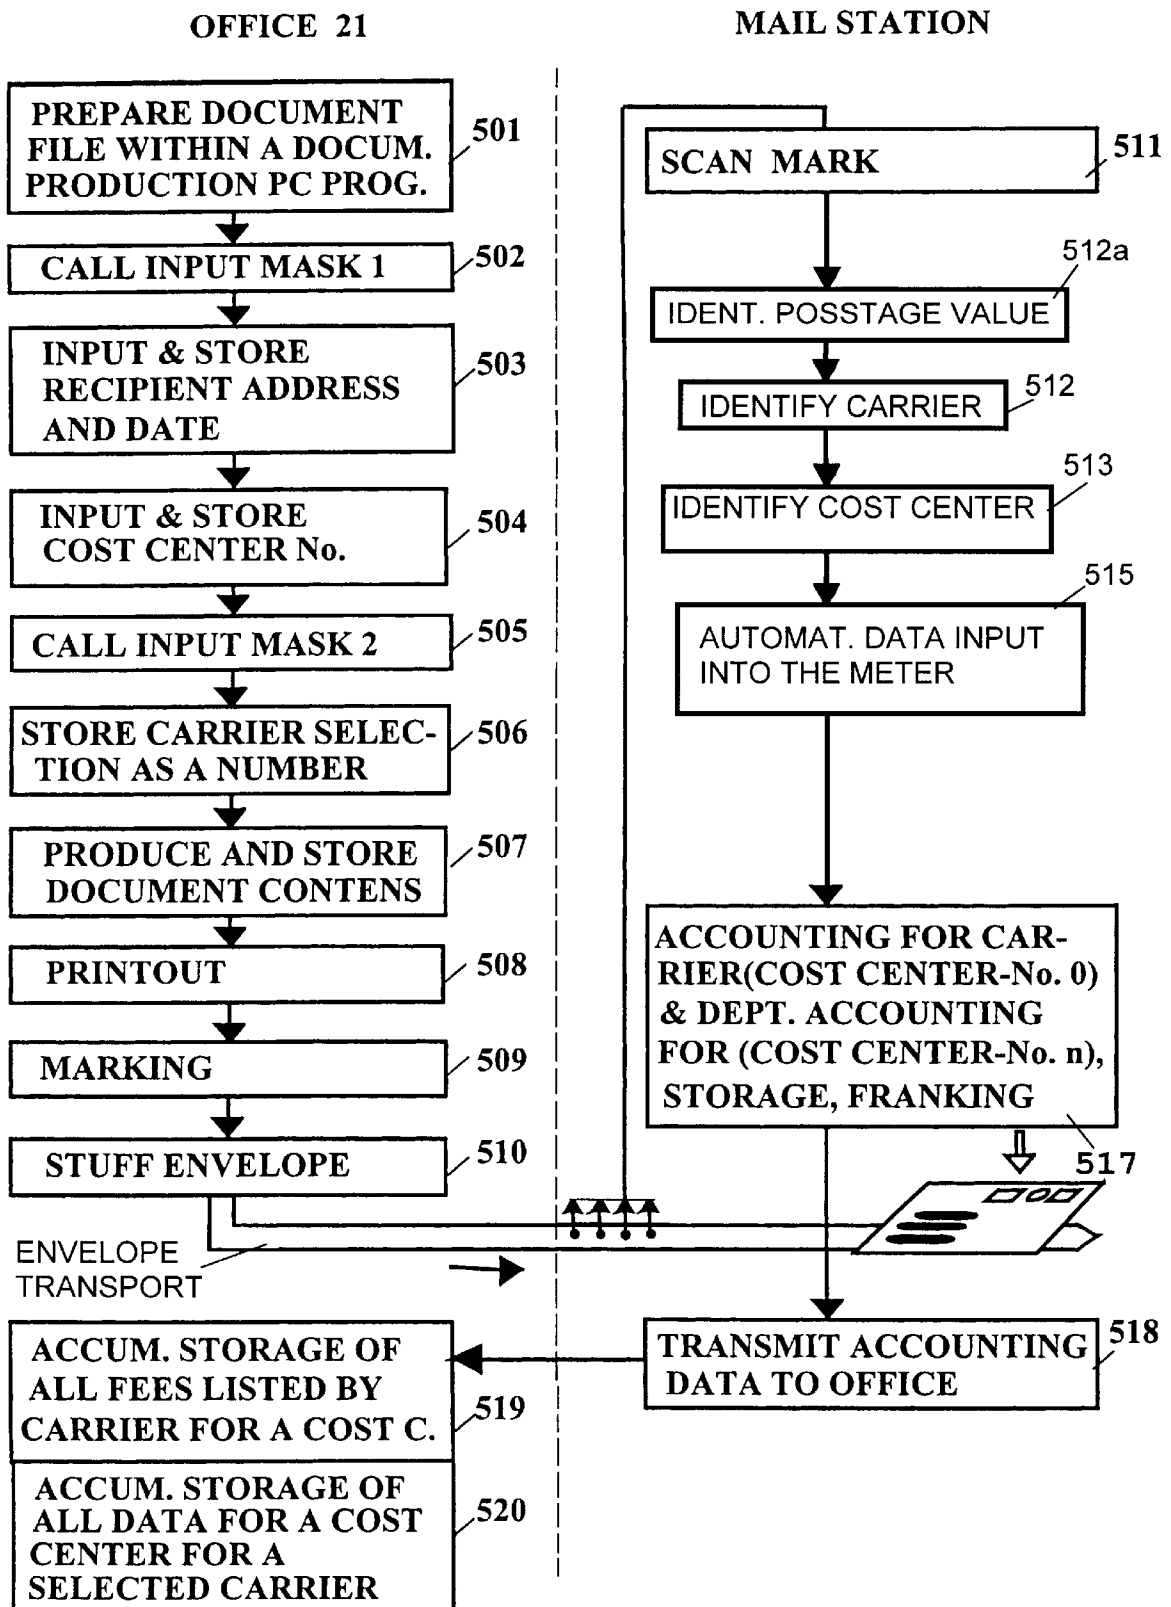 OFFICE 21
PREPARE DOCUMENT
FILE WITHIN A DOCUM.
PRODUCTION PC PROG.
501
CALL INPUT MASK 1
502
INPUT & STORE
RECIPIENT ADDRESS
AND DATE
503
INPUT & STORE
COST CENTER No.
504
CALL INPUT MASK 2
505
STORE CARRIER SELEC-
TION AS A NUMBER
506
PRODUCE AND STORE
DOCUMENT CONTENS
507
PRINTOUT
508
MARKING
509
STUFF ENVELOPE
510
ENVELOPE
TRANSPORT
ACCUM. STORAGE OF
ALL FEES LISTED BY
CARRIER FOR A COST C.
519
ACCUM. STORAGE OF
ALL DATA FOR A COST
CENTER FOR A
SELECTED CARRIER
520
MAIL STATION
SCAN MARK
511
512a
IDENT. POSSTAGE VALUE
IDENTIFY CARRIER
512
513
IDENTIFY COST CENTER
515
AUTOMAT. DATA INPUT
INTO THE METER
ACCOUNTING FOR CAR-
RIER(COST CENTER-No. 0)
& DEPT. ACCOUNTING
FOR (COST CENTER-No. n),
STORAGE, FRANKING
517
TRANSMIT ACCOUNTING
DATA TO OFFICE
518